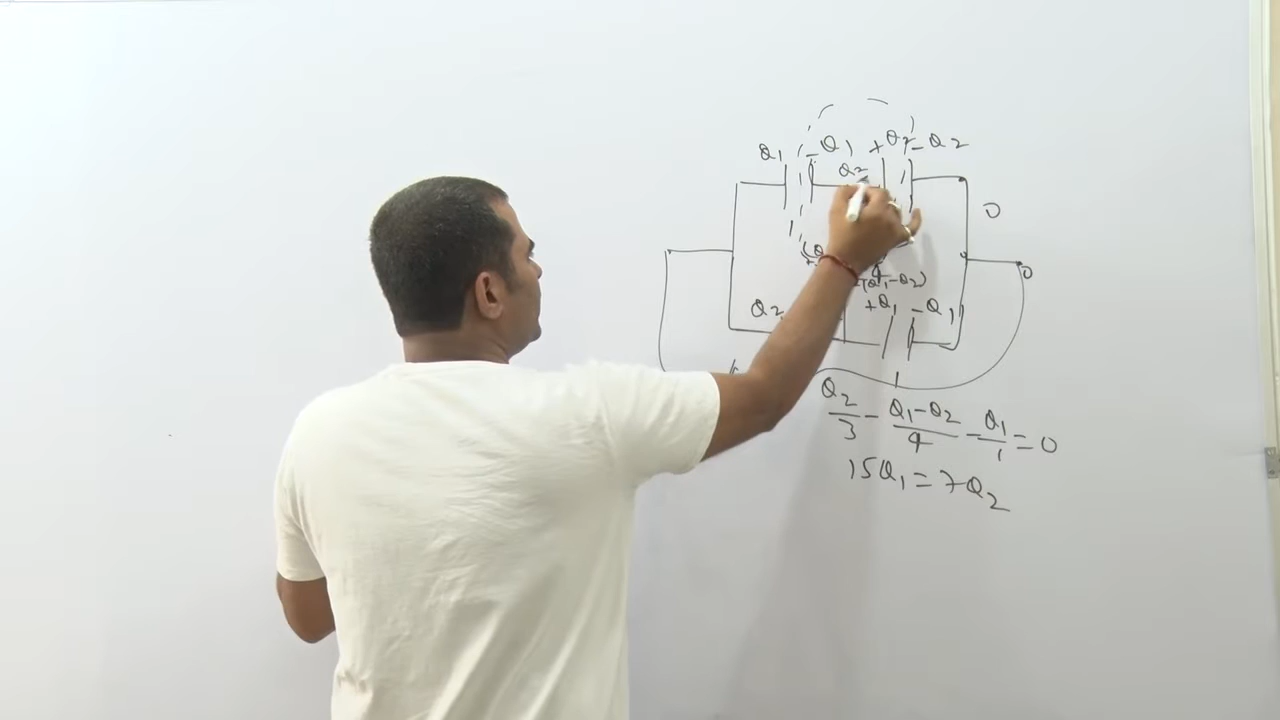 Q1 -Q1 +Q2 -Q2
Q2
0
0
-(Q1-Q2)
Q2 +Q1 -Q1
Q2/3 - (Q1-Q2)/4 - Q1/1 = 0
15Q1 = 7Q2